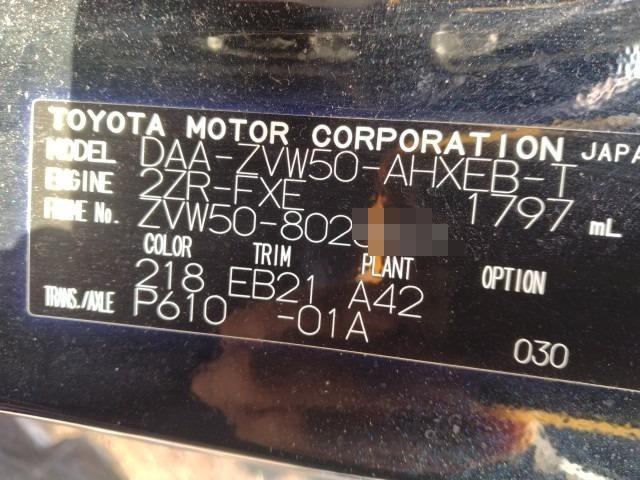 TOYOTA MOTOR CORPORATION JAPA
MODEL DAA-ZVW50-AHXEB-T
ENGINE 2ZR-FXE 1797 mL
FRAME No. ZVW50-802
COLOR TRIM PLANT OPTION
218 EB21 A42
TRANS./AXLE P610 -01A
030